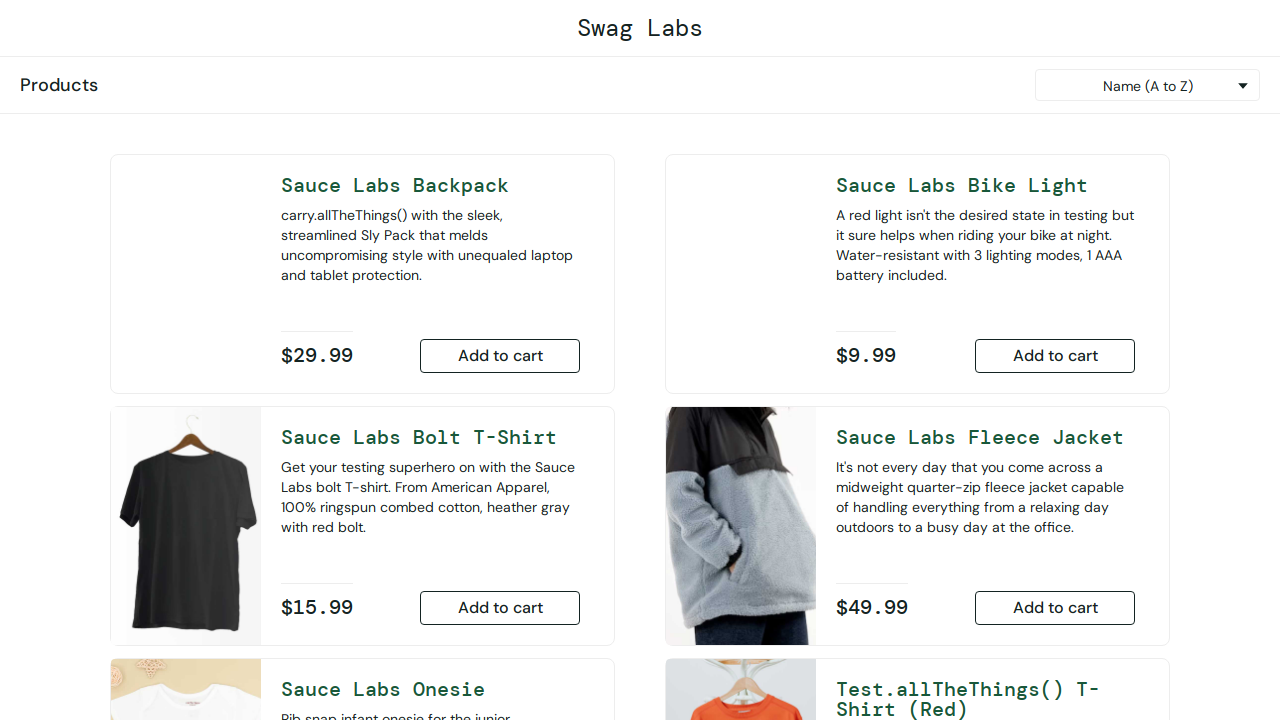 Swag Labs
Products
Name (A to Z)
Sauce Labs Backpack
carry.allTheThings() with the sleek,
streamlined Sly Pack that melds
uncompromising style with unequaled laptop
and tablet protection.
$29.99
Add to cart
Sauce Labs Bike Light
A red light isn't the desired state in testing but
it sure helps when riding your bike at night.
Water-resistant with 3 lighting modes, 1 AAA
battery included.
$9.99
Add to cart
Sauce Labs Bolt T-Shirt
Get your testing superhero on with the Sauce
Labs bolt T-shirt. From American Apparel,
100% ringspun combed cotton, heather gray
with red bolt.
$15.99
Add to cart
Sauce Labs Fleece Jacket
It's not every day that you come across a
midweight quarter-zip fleece jacket capable
of handling everything from a relaxing day
outdoors to a busy day at the office.
$49.99
Add to cart
Sauce Labs Onesie
Rib snap infant onesie for the junior
Test.allTheThings() T-
Shirt (Red)